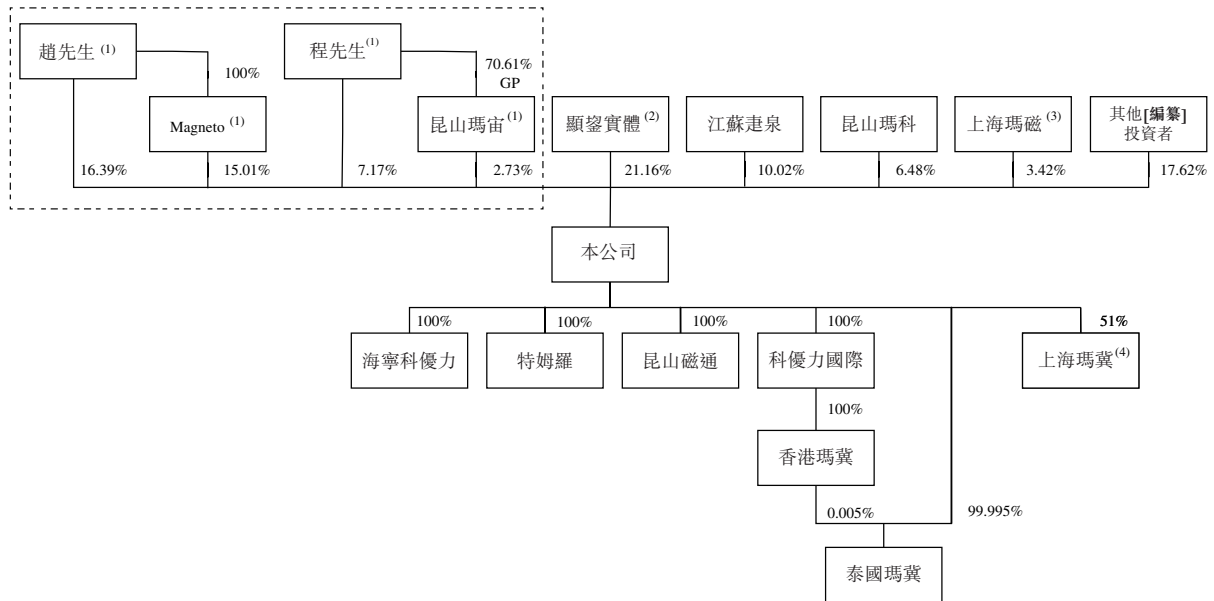 趙先生 (1)
程先生(1)
100%
70.61%
GP
Magneto (1)
昆山瑪宙(1)
顯鋆實體(2)
江蘇疌泉
昆山瑪科
上海瑪磁(3)
其他[編纂]
投資者
16.39%
15.01%
7.17%
2.73%
21.16%
10.02%
6.48%
3.42%
17.62%
本公司
100%
100%
100%
100%
51%
海寧科優力
特姆羅
昆山磁通
科優力國際
上海瑪冀(4)
100%
香港瑪冀
0.005%
99.995%
泰國瑪冀